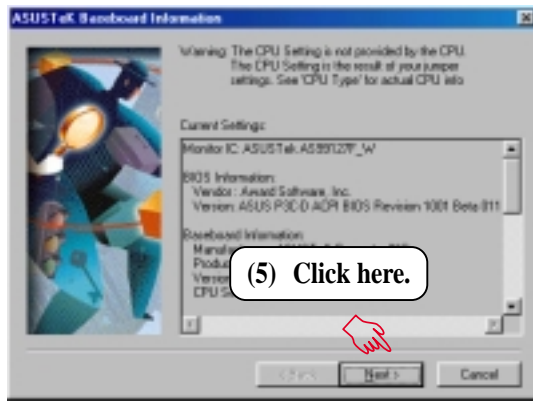 ASUSTeK Baseboard Information
Warning: The CPU Setting is not provided by the CPU.
The CPU Setting is the result of your jumper
settings. See 'CPU Type' for actual CPU info
Current Settings:
Monitor IC: ASUSTek AS99127F_W
BIOS Information:
Vendor: Award Software, Inc.
Version: ASUS P3C-D ACPI BIOS Revision 1001 Beta 011
Baseboard Information:
(5) Click here.
< Back
Next >
Cancel